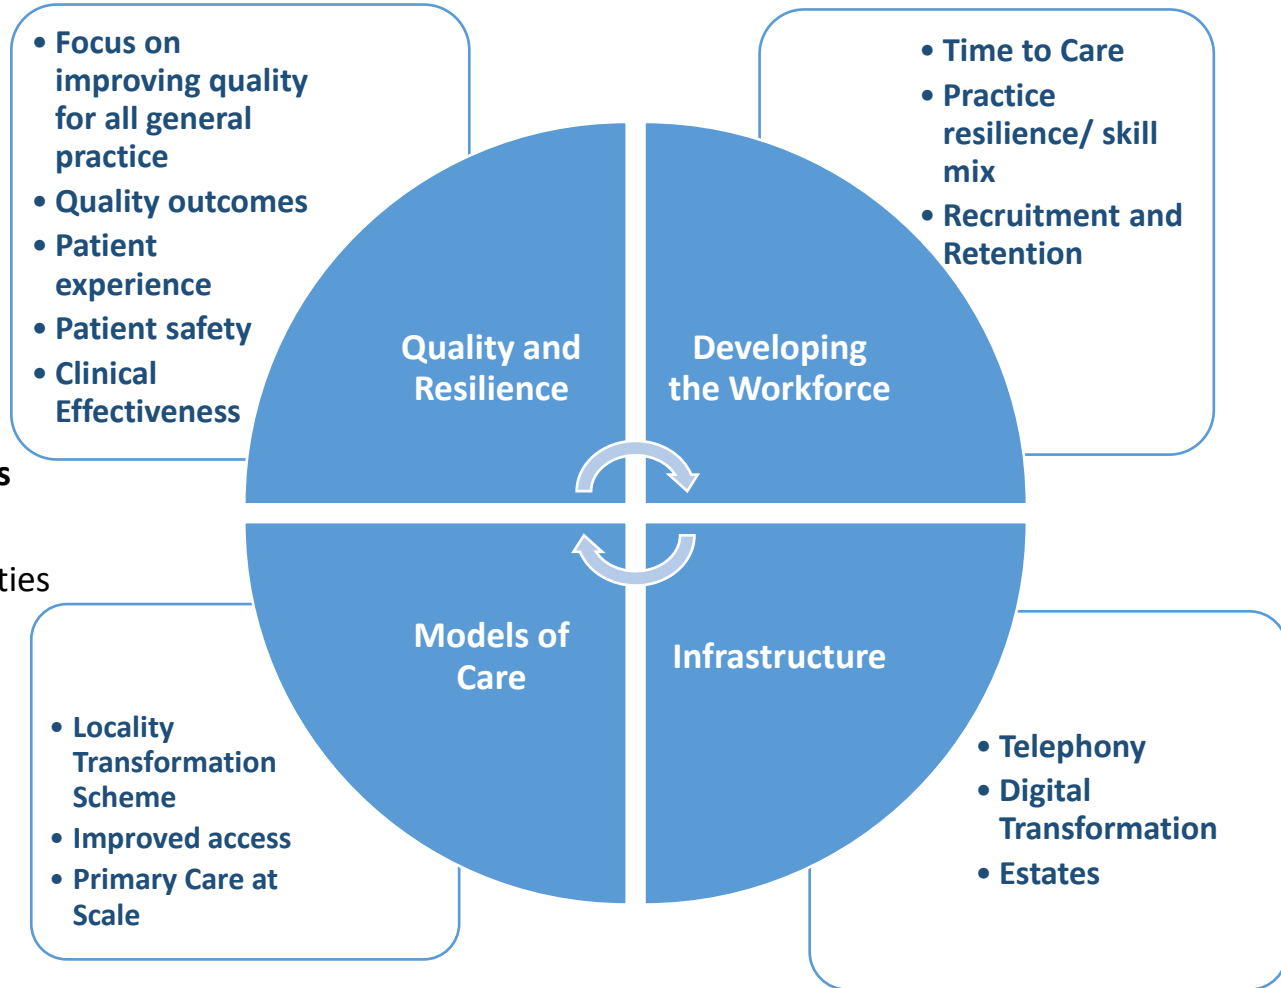 • Focus on
improving quality
for all general
practice
• Quality outcomes
• Patient
experience
• Patient safety
• Clinical
Effectiveness
• Time to Care
• Practice
resilience/ skill
mix
• Recruitment and
Retention
Quality and
Resilience
Developing
the Workforce
s
ties
Models of
Care
Infrastructure
• Locality
Transformation
Scheme
• Improved access
• Primary Care at
Scale
• Telephony
• Digital
Transformation
• Estates